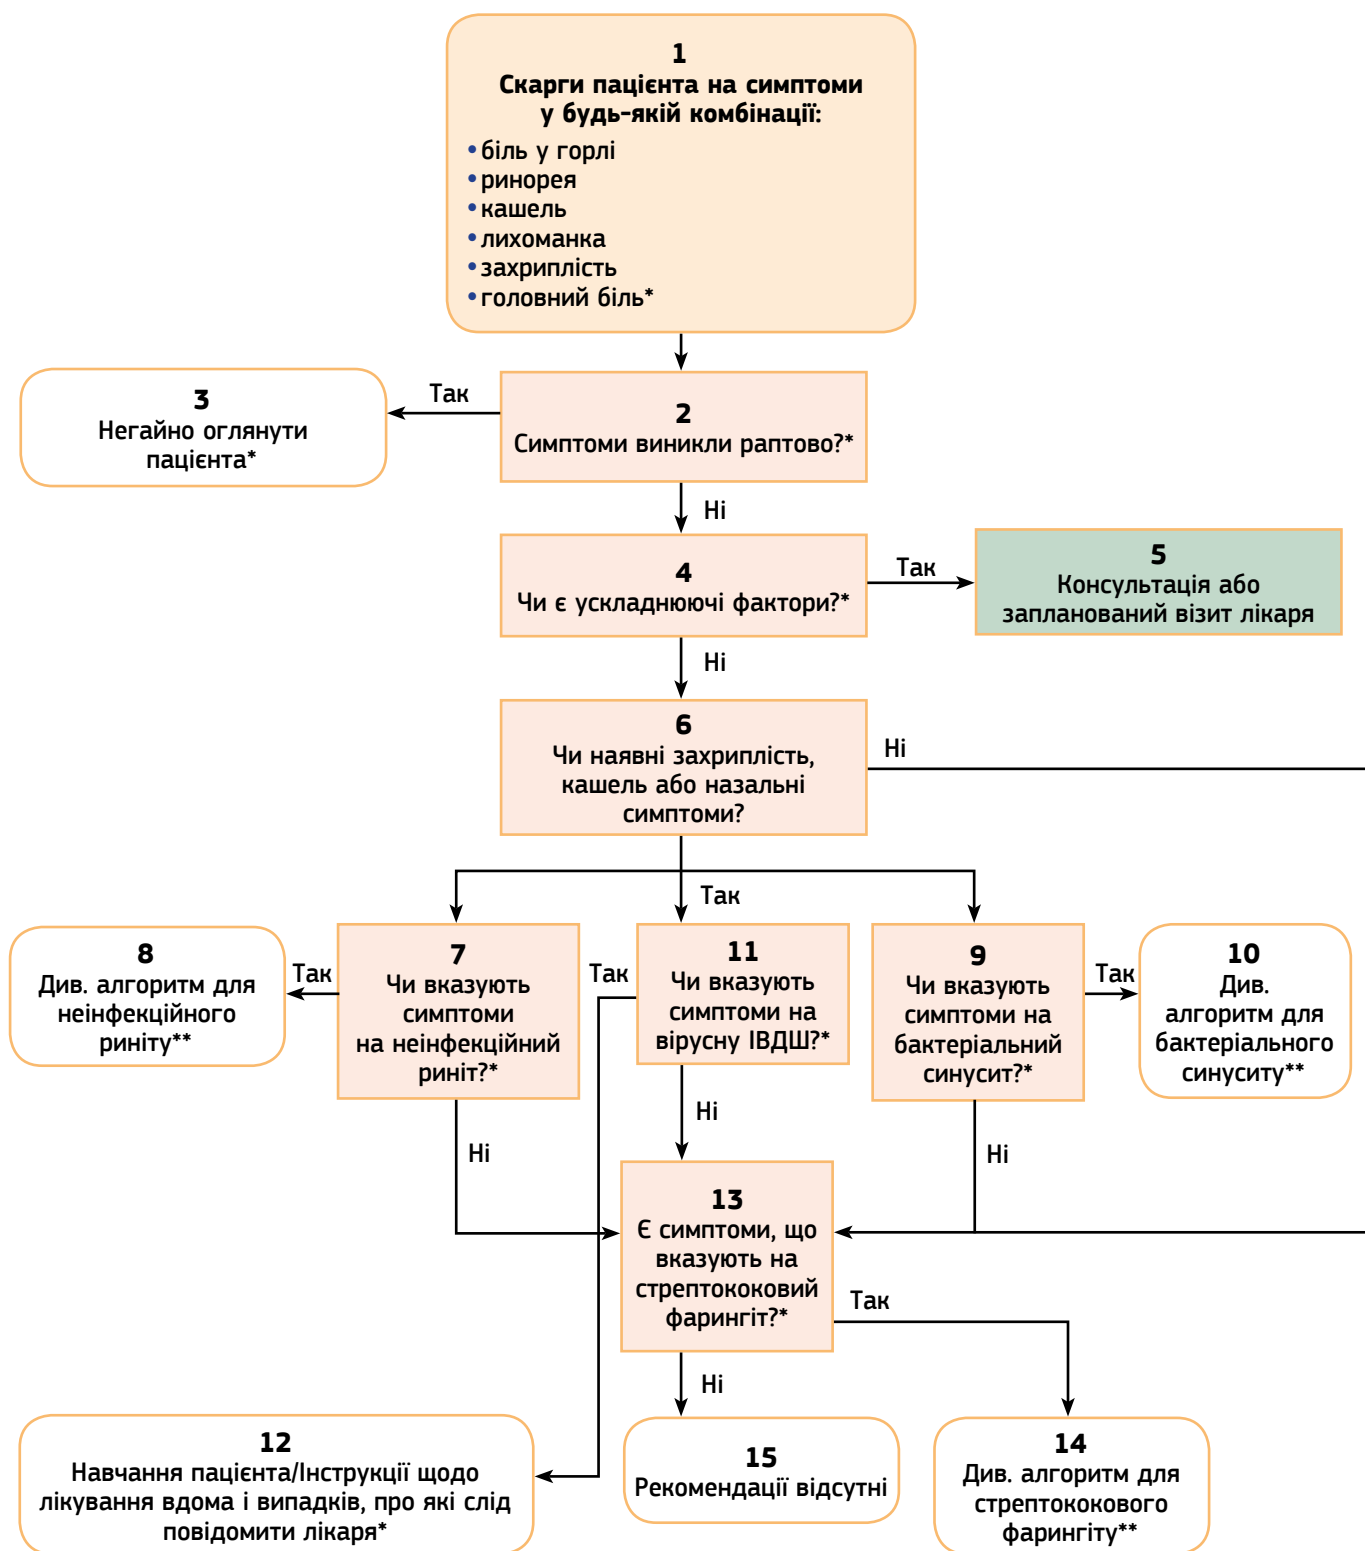 1
Скарги пацієнта на симптоми
у будь-якій комбінації:
• біль у горлі
• ринорея
• кашель
• лихоманка
• захриплість
• головний біль*
Так
3
Негайно оглянути
пацієнта*
2
Симптоми виникли раптово?*
Ні
4
Чи є ускладнюючі фактори?*
Так
5
Консультація або
запланований візит лікаря
Ні
6
Чи наявні захриплість,
кашель або назальні
симптоми?
Ні
Так
8
Див. алгоритм для
неінфекційного
риніту**
Так
7
Чи вказують
симптоми
на неінфекційний
риніт?*
Так
11
Чи вказують
симптоми на
вірусну ІВДШ?*
9
Чи вказують
симптоми на
бактеріальний
синусит?*
Так
10
Див.
алгоритм для
бактеріального
синуситу**
Ні
Ні
Ні
13
Є симптоми, що
вказують на
стрептококовий
фарингіт?*
Так
Ні
12
Навчання пацієнта/Інструкції щодо
лікування вдома і випадків, про які слід
повідомити лікаря*
15
Рекомендації відсутні
14
Див. алгоритм для
стрептококового
фарингіту**